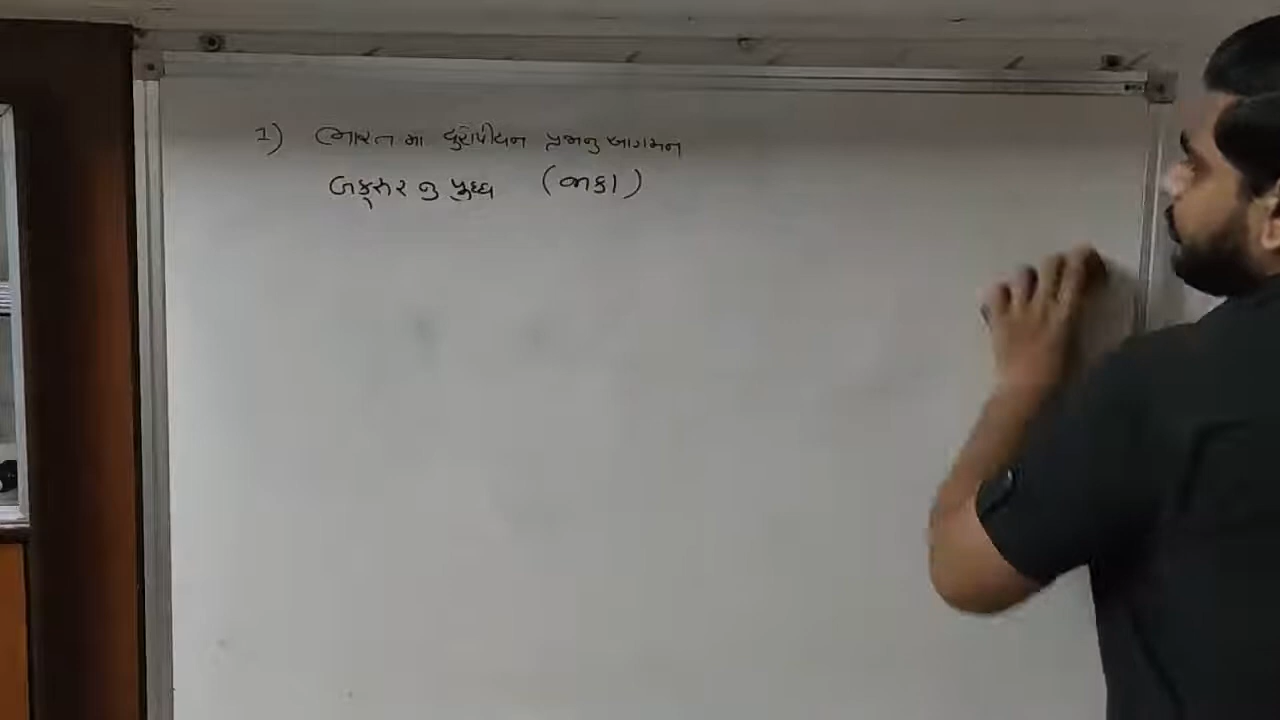 1) ભારત મા યુરોપીયન પ્રજાનુ આગમન
બક્સર નુ યુધ્ધ